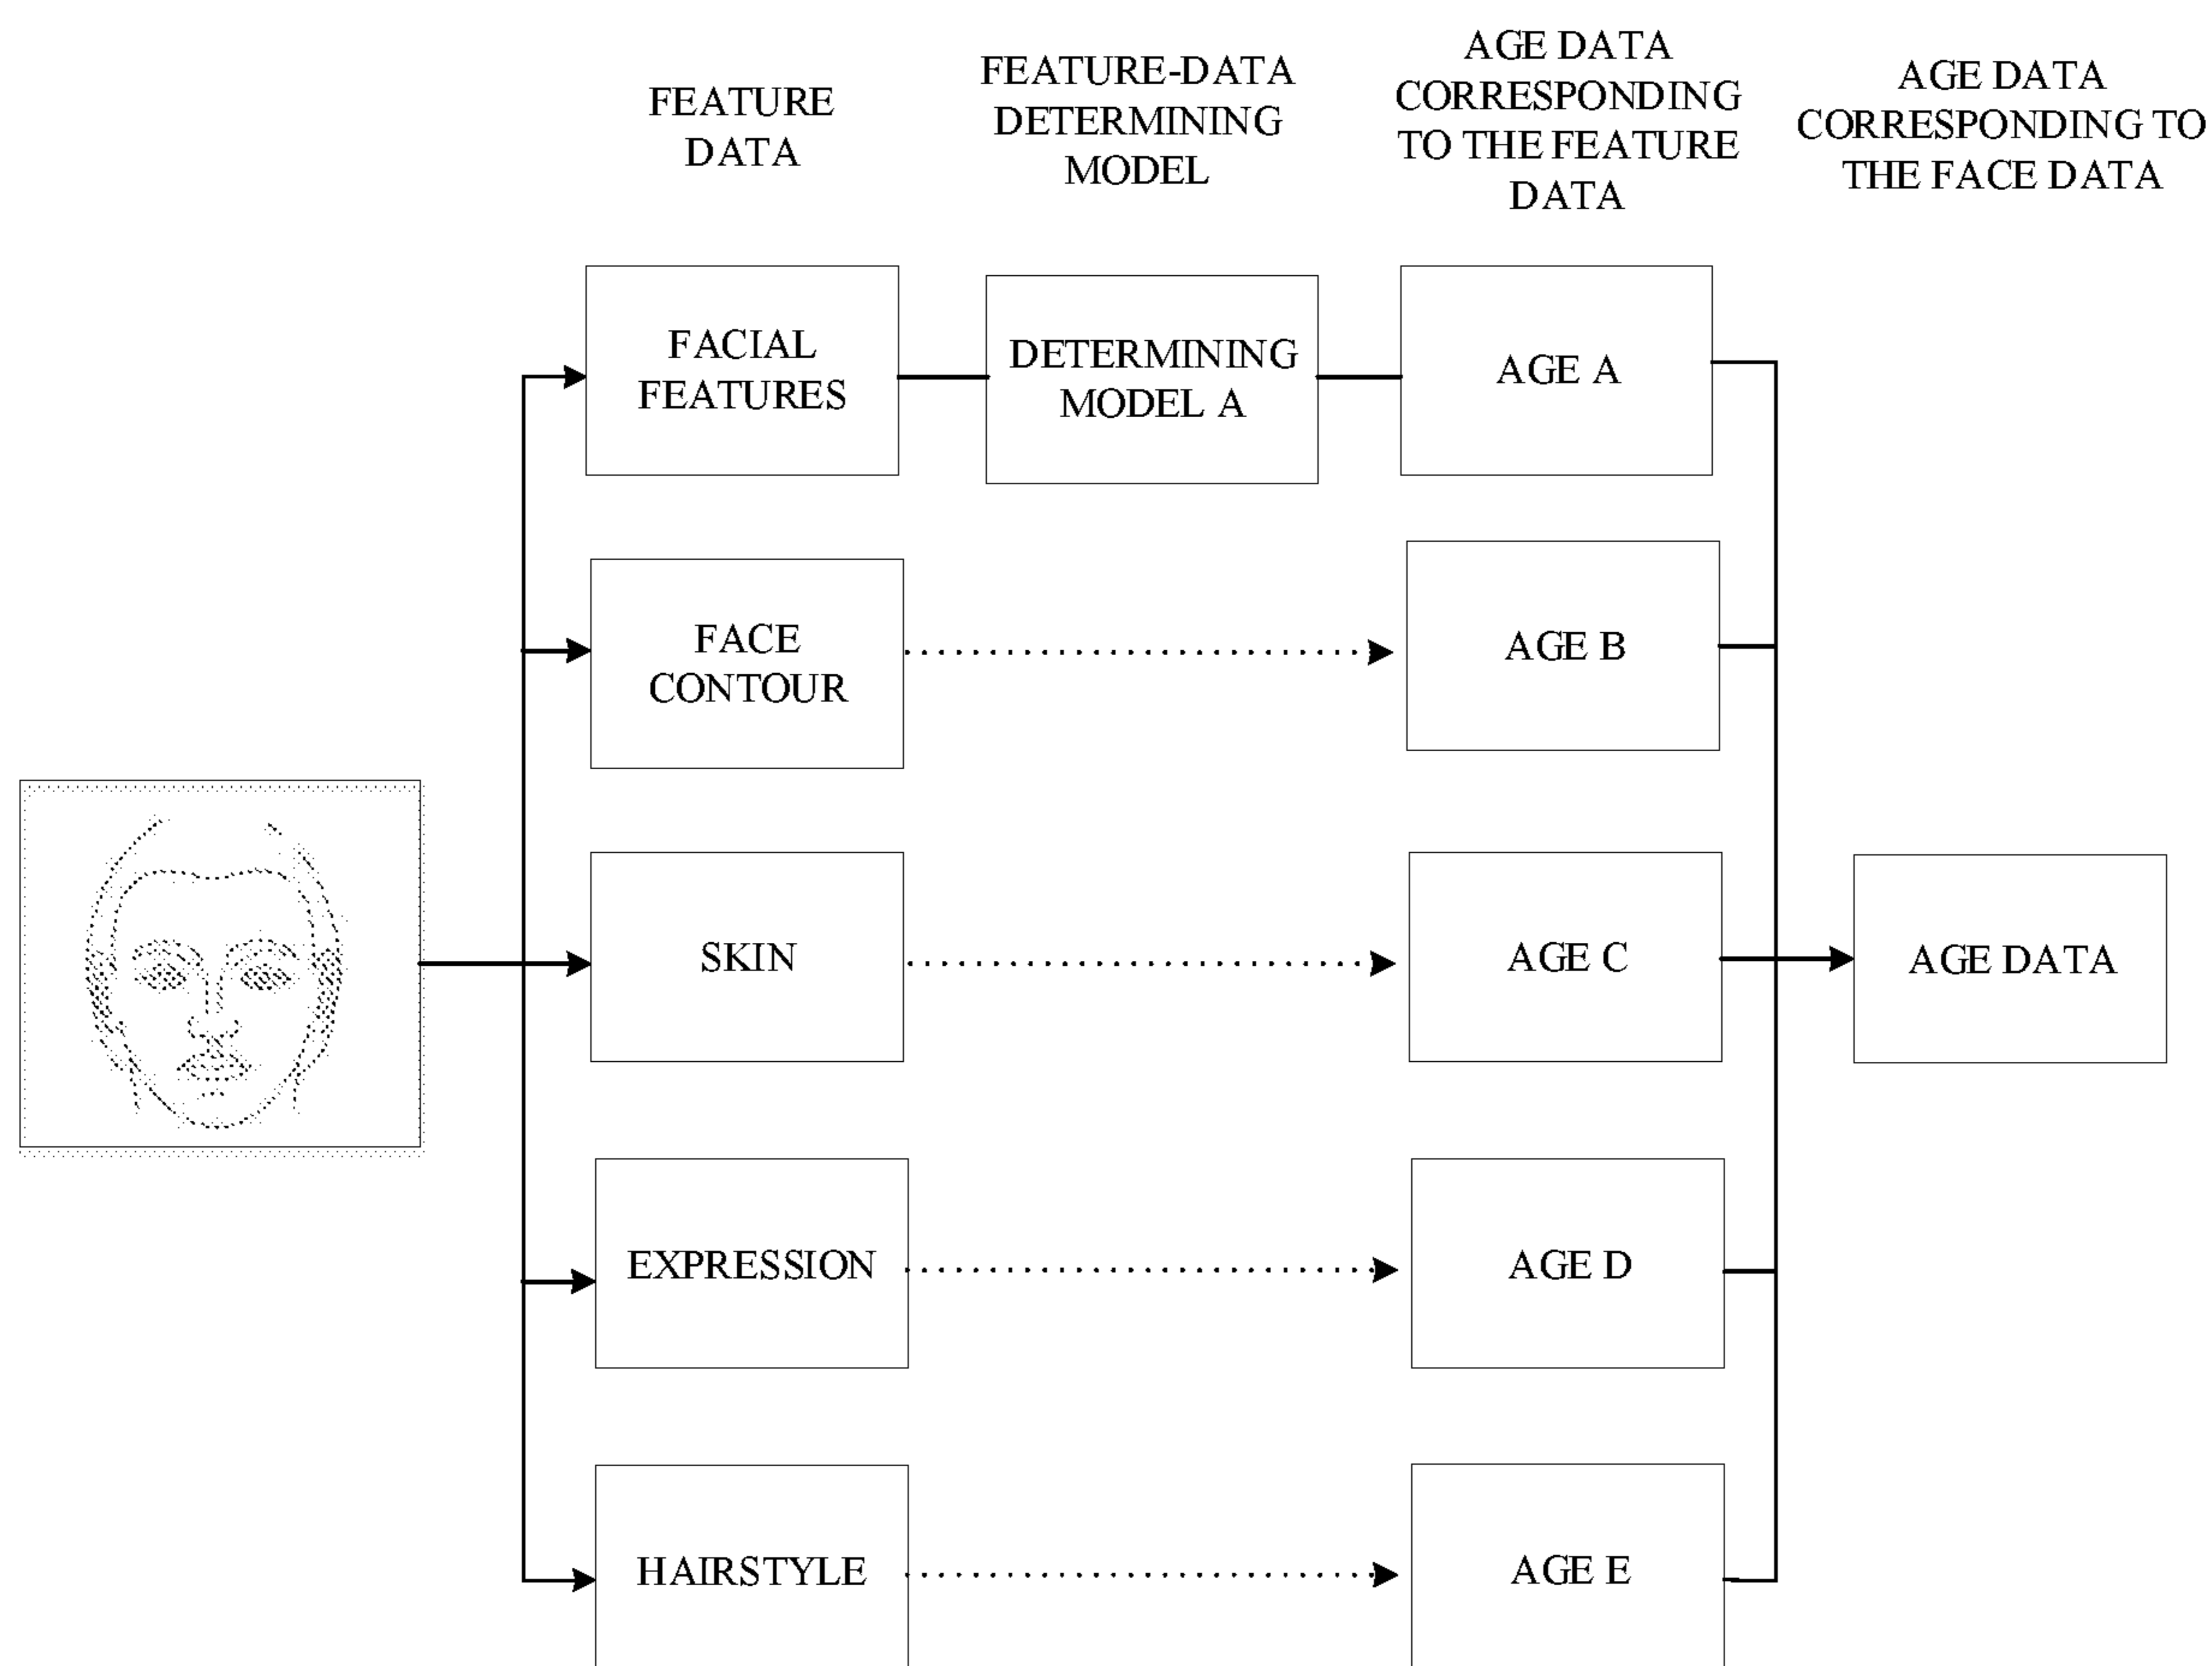 FEATURE
DATA
FEATURE-DATA
DETERMINING
MODEL
AGE DATA
CORRESPONDING
TO THE FEATURE
DATA
AGE DATA
CORRESPONDING TO
THE FACE DATA
FACIAL
FEATURES
DETERMINING
MODEL A
AGE A
FACE
CONTOUR
AGE B
SKIN
AGE C
AGE DATA
EXPRESSION
AGE D
HAIRSTYLE
AGE E